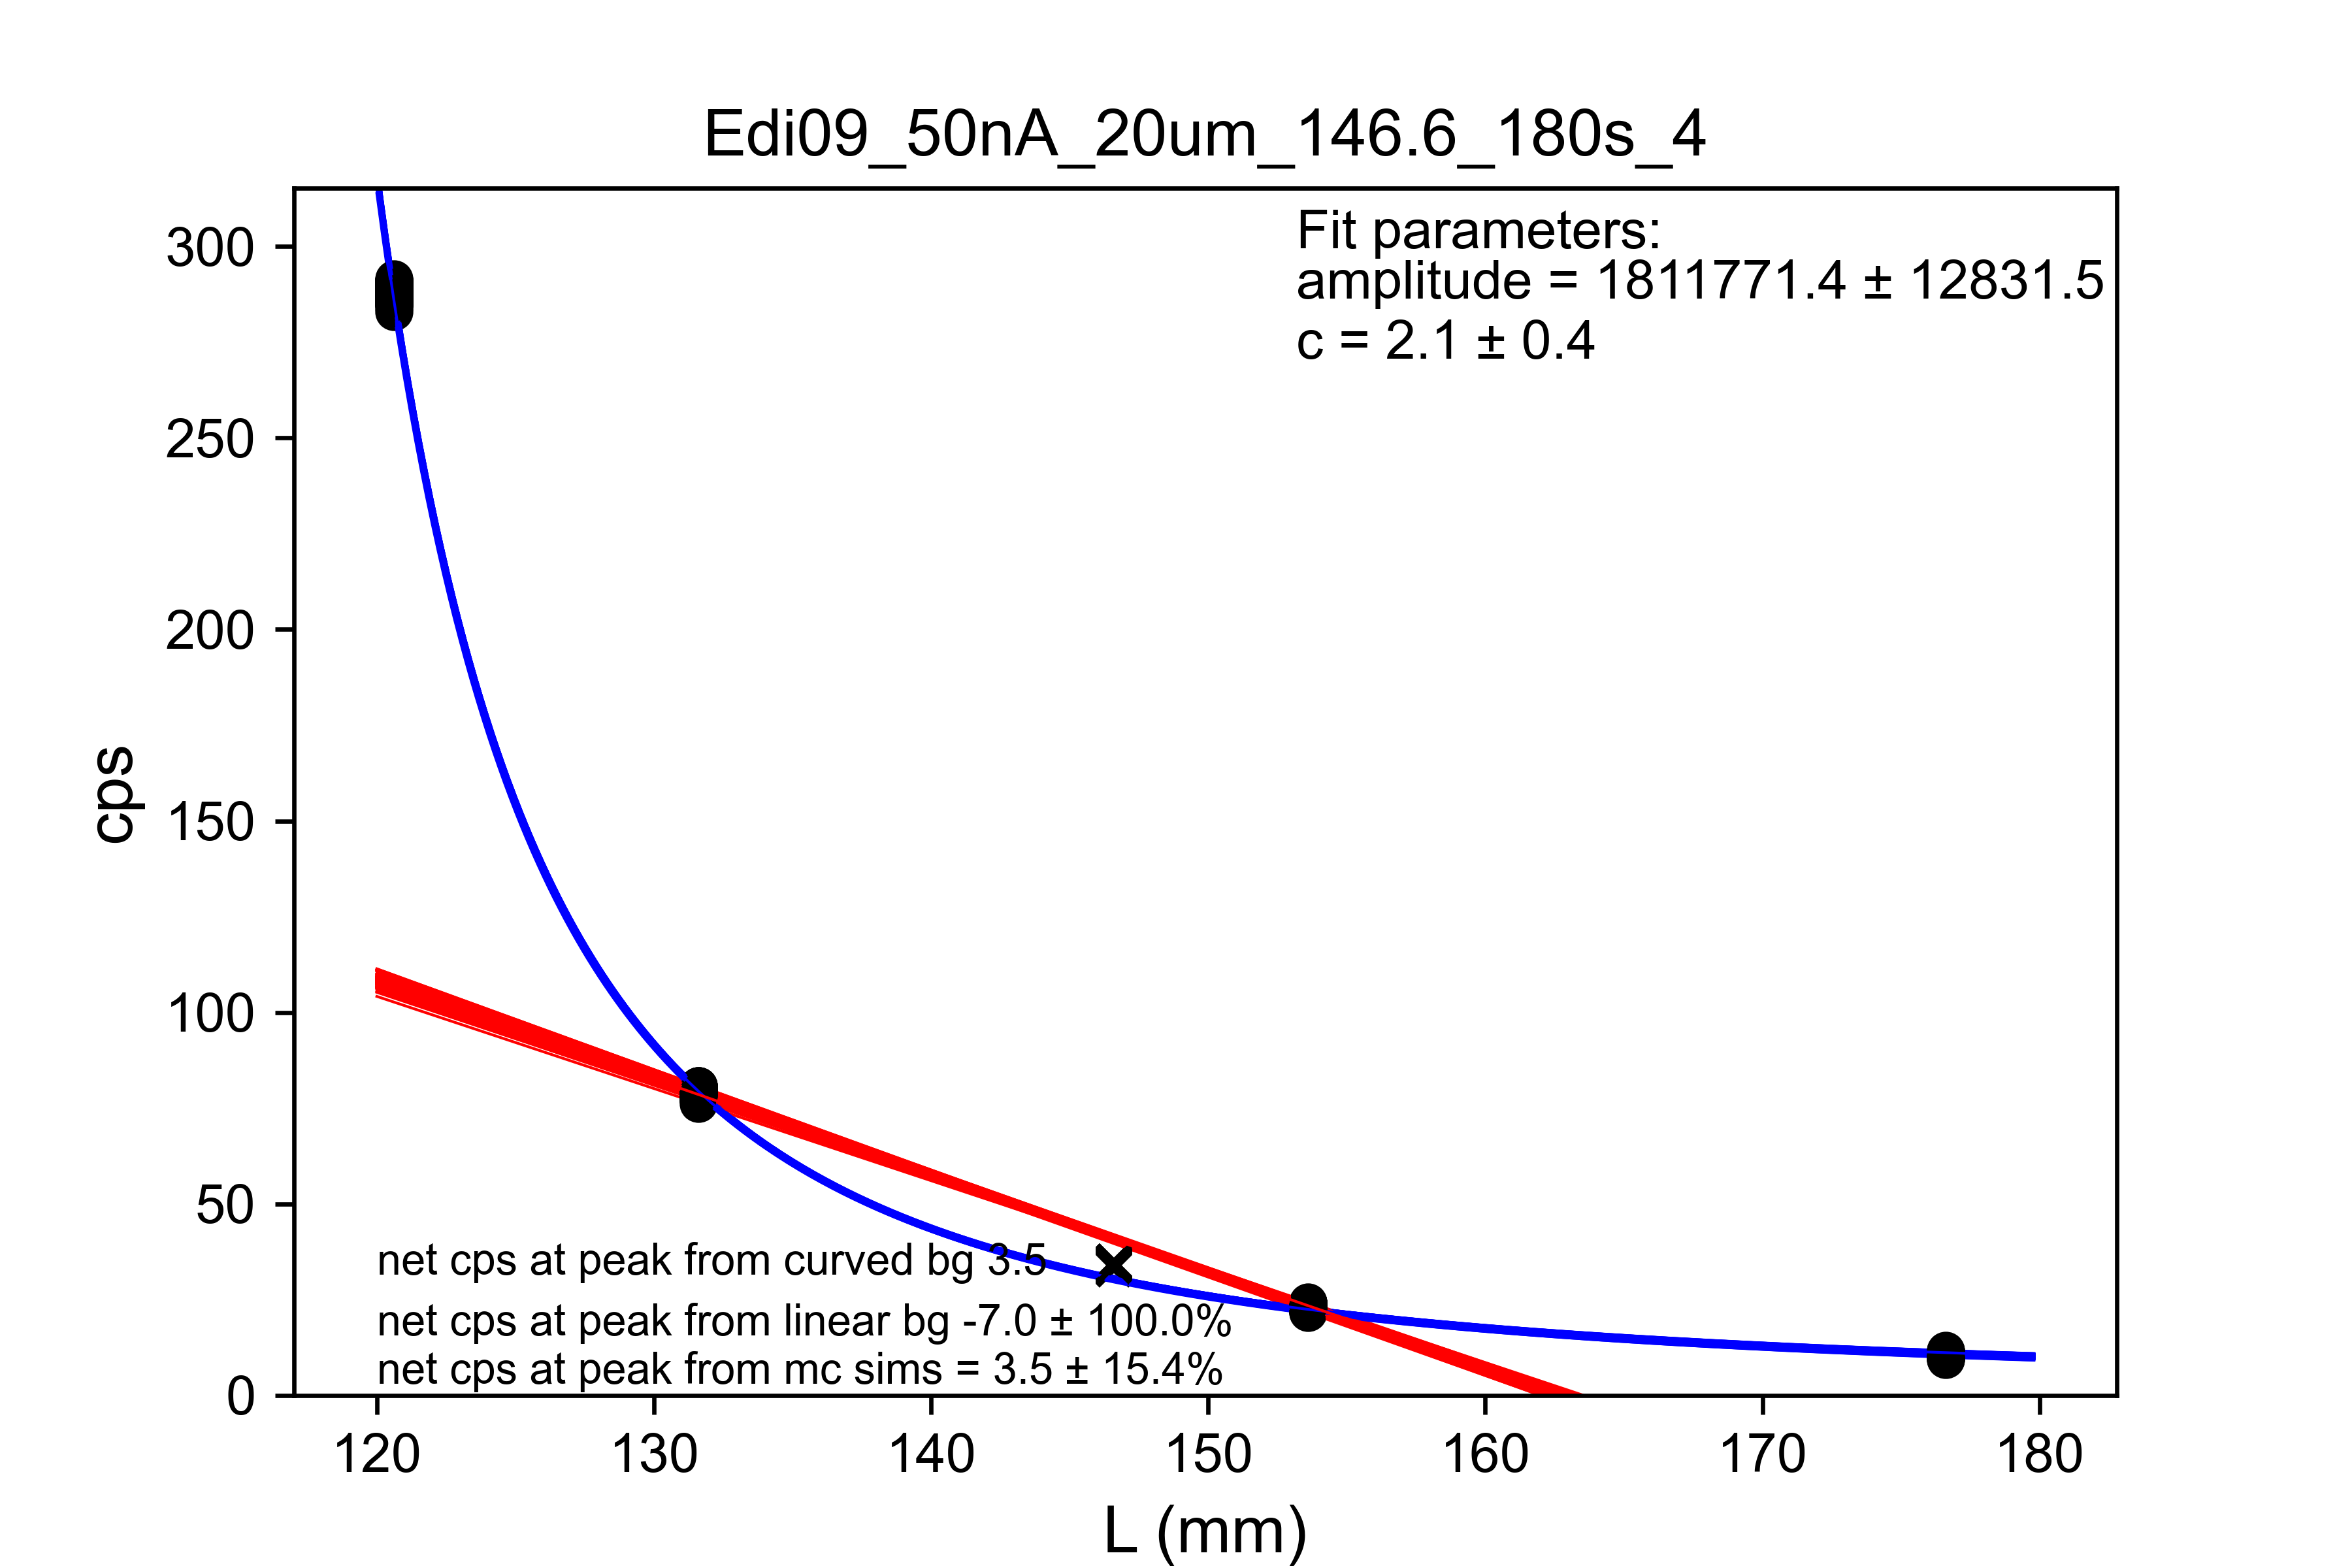 Edi09_50nA_20um_146.6_180s_4
Fit parameters:
amplitude = 1811771.4 ± 12831.5
c = 2.1 ± 0.4
300
250
200
150
100
50
0
cps
net cps at peak from curved bg 3.5
net cps at peak from linear bg -7.0 ± 100.0%
net cps at peak from mc sims = 3.5 ± 15.4%
120 130 140 150 160 170 180
L (mm)